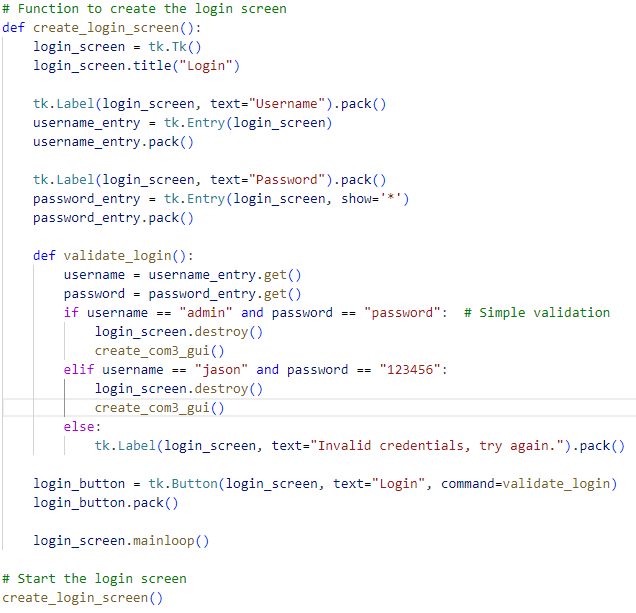 # Function to create the login screen
def create_login_screen():
    login_screen = tk.Tk()
    login_screen.title("Login")
    tk.Label(login_screen, text="Username").pack()
    username_entry = tk.Entry(login_screen)
    username_entry.pack()
    tk.Label(login_screen, text="Password").pack()
    password_entry = tk.Entry(login_screen, show='*')
    password_entry.pack()
    def validate_login():
        username = username_entry.get()
        password = password_entry.get()
        if username == "admin" and password == "password":  # Simple validation
            login_screen.destroy()
            create_com3_gui()
        elif username == "jason" and password == "123456":
            login_screen.destroy()
            create_com3_gui()
        else:
            tk.Label(login_screen, text="Invalid credentials, try again.").pack()
    login_button = tk.Button(login_screen, text="Login", command=validate_login)
    login_button.pack()
    login_screen.mainloop()
# Start the login screen
create_login_screen()